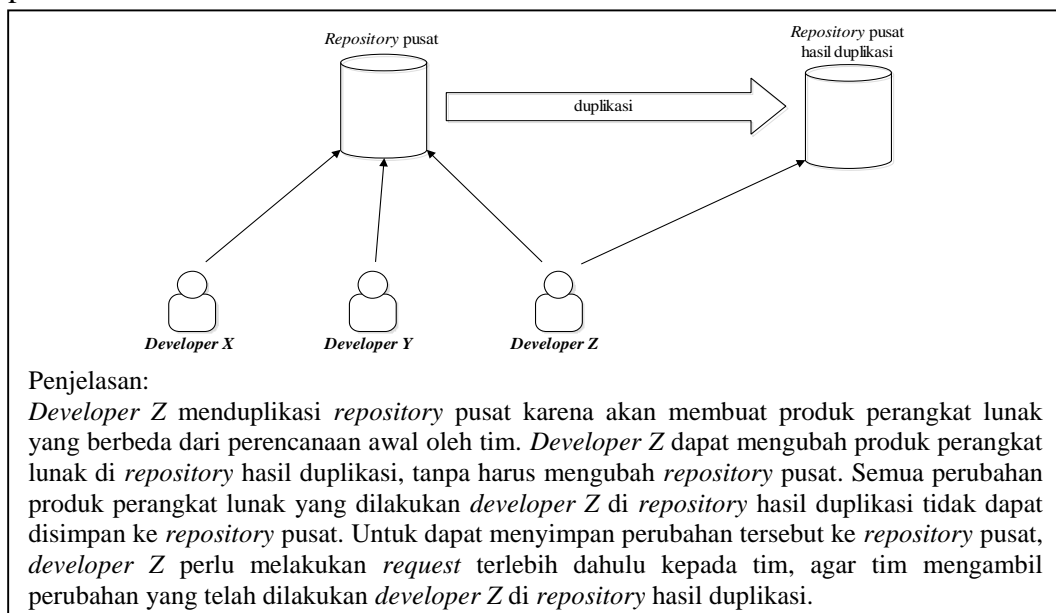 Repository pusat
Repository pusat
hasil duplikasi
duplikasi
Developer X
Developer Y
Developer Z
Penjelasan:
Developer Z menduplikasi repository pusat karena akan membuat produk perangkat lunak
yang berbeda dari perencanaan awal oleh tim. Developer Z dapat mengubah produk perangkat
lunak di repository hasil duplikasi, tanpa harus mengubah repository pusat. Semua perubahan
produk perangkat lunak yang dilakukan developer Z di repository hasil duplikasi tidak dapat
disimpan ke repository pusat. Untuk dapat menyimpan perubahan tersebut ke repository pusat,
developer Z perlu melakukan request terlebih dahulu kepada tim, agar tim mengambil
perubahan yang telah dilakukan developer Z di repository hasil duplikasi.